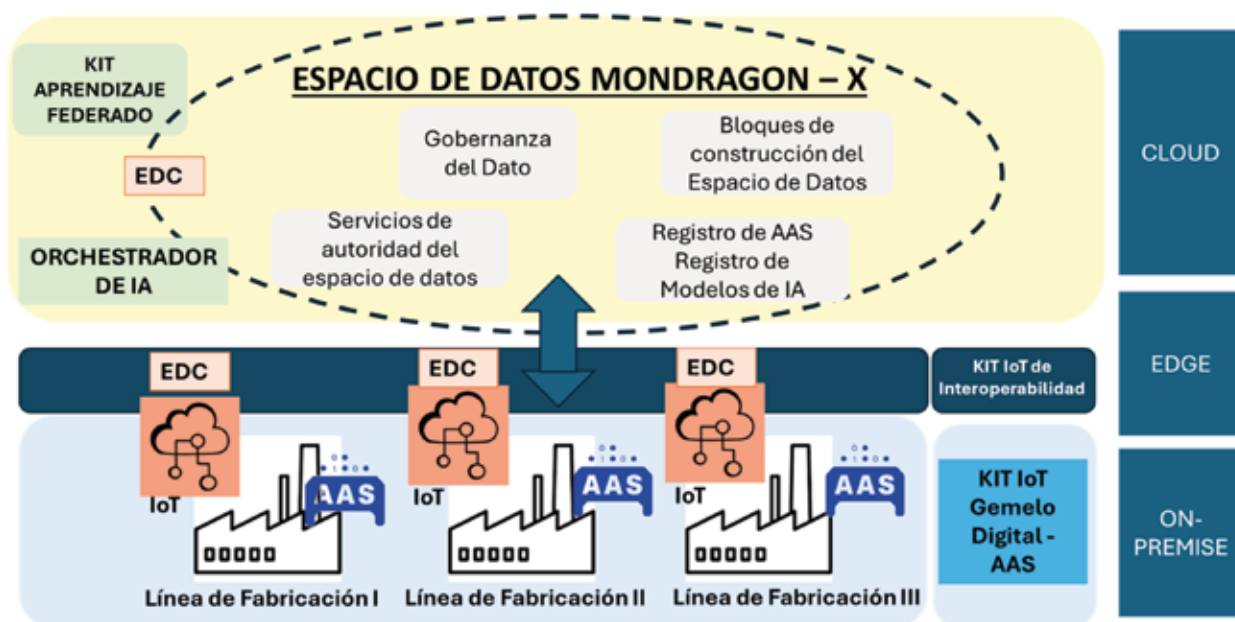 KIT
APRENDIZAJE
FEDERADO
ESPACIO DE DATOS MONDRAGON – X
Gobernanza
del Dato
Bloques de
construcción del
Espacio de Datos
EDC
Servicios de
autoridad del
espacio de datos
Registro de AAS
Registro de
Modelos de IA
ORCHESTRADOR
DE IA
CLOUD
EDC
EDC
EDC
KIT IoT de
Interoperabilidad
EDGE
IoT
AAS
IoT
AAS
IoT
AAS
Línea de Fabricación I
Línea de Fabricación II
Línea de Fabricación III
KIT IoT
Gemelo
Digital -
AAS
ON-
PREMISE